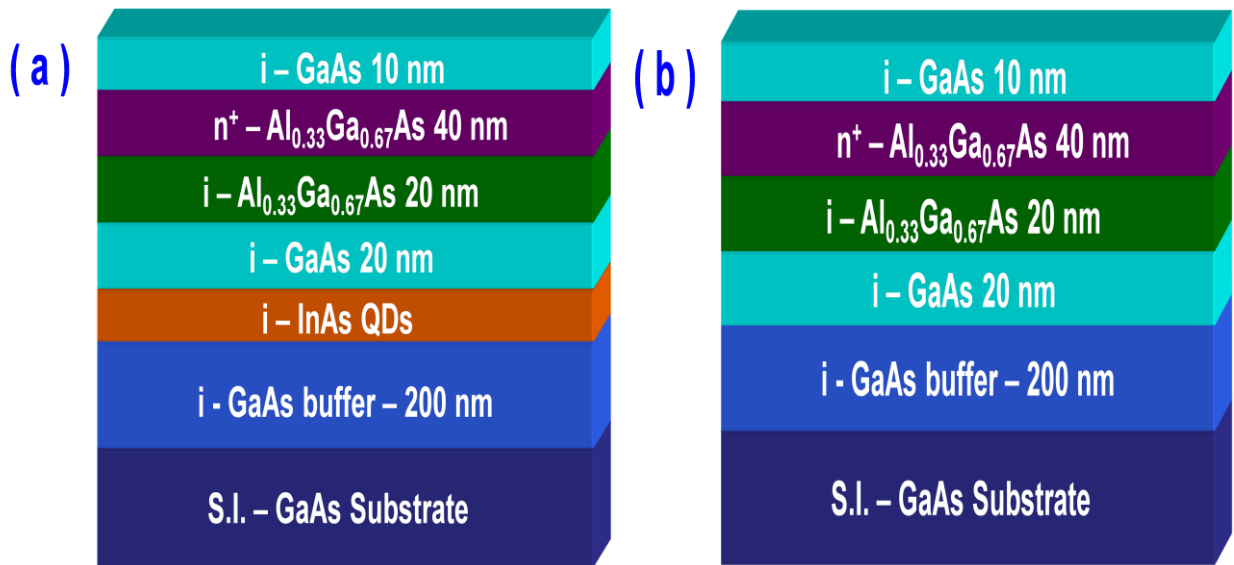 ( a )
i – GaAs 10 nm
n⁺ – Al₀.₃₃Ga₀.₆₇As 40 nm
i – Al₀.₃₃Ga₀.₆₇As 20 nm
i – GaAs 20 nm
i – InAs QDs
i - GaAs buffer – 200 nm
S.I. – GaAs Substrate
( b )
i – GaAs 10 nm
n⁺ – Al₀.₃₃Ga₀.₆₇As 40 nm
i – Al₀.₃₃Ga₀.₆₇As 20 nm
i – GaAs 20 nm
i - GaAs buffer – 200 nm
S.I. – GaAs Substrate